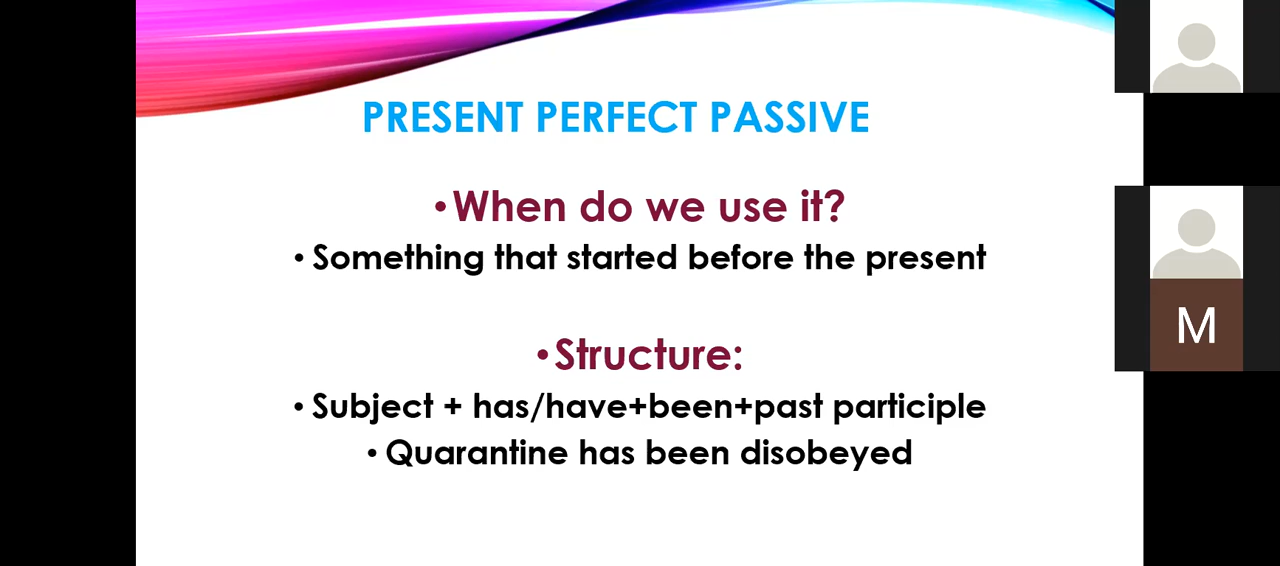 PRESENT PERFECT PASSIVE
•When do we use it?
• Something that started before the present
•Structure:
• Subject + has/have+been+past participle
• Quarantine has been disobeyed
M